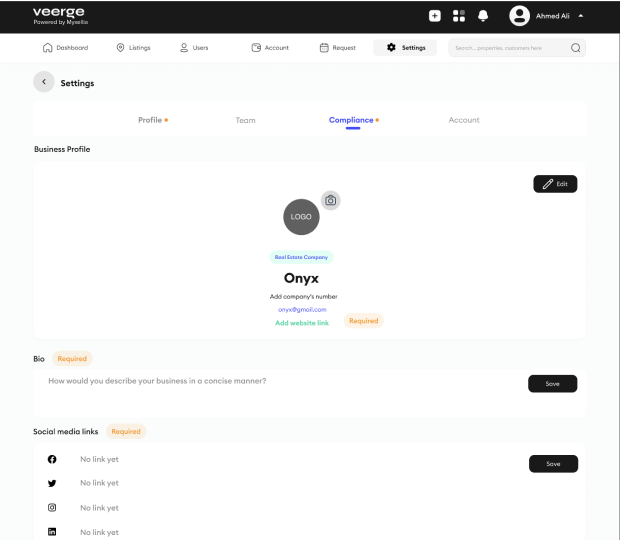 veerge
Powered by Mysellia
Ahmed Ali
Dashboard
Listings
Users
Account
Request
Settings
Search... properties, customers here
Settings
Profile
Team
Compliance
Account
Business Profile
Edit
LOGO
Real Estate Company
Onyx
Add company's number
onyx@gmail.com
Add website link
Required
Bio
Required
How would you describe your business in a concise manner?
Save
Social media links
Required
No link yet
Save
No link yet
No link yet
No link yet